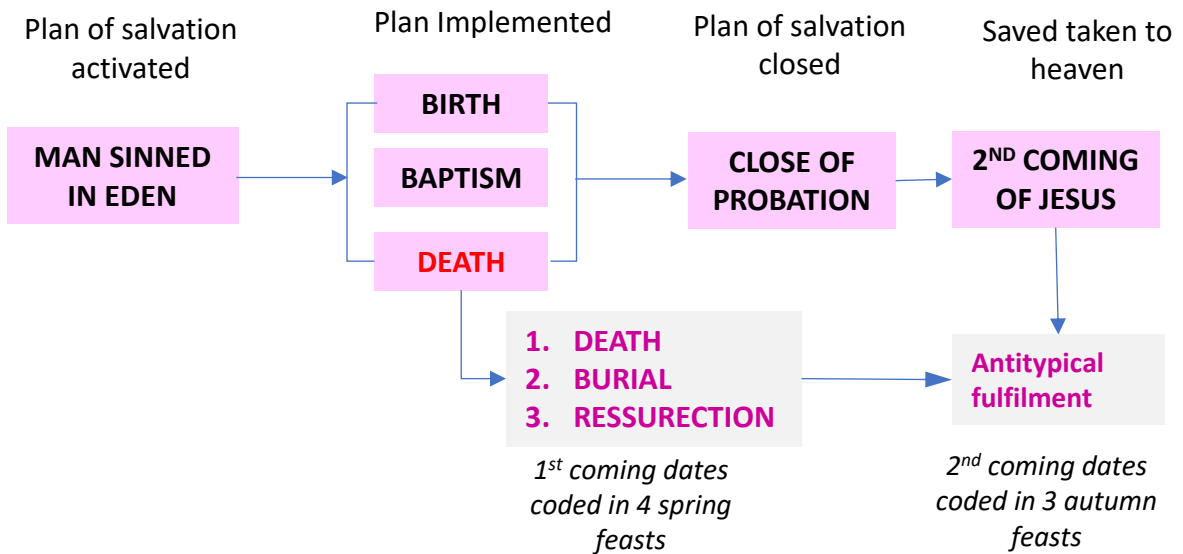 Plan of salvation
activated
Plan Implemented
Plan of salvation
closed
Saved taken to
heaven
MAN SINNED
IN EDEN
BIRTH
BAPTISM
DEATH
CLOSE OF
PROBATION
2ND COMING
OF JESUS
1. DEATH
2. BURIAL
3. RESSURECTION
Antitypical
fulfilment
1st coming dates
coded in 4 spring
feasts
2nd coming dates
coded in 3 autumn
feasts